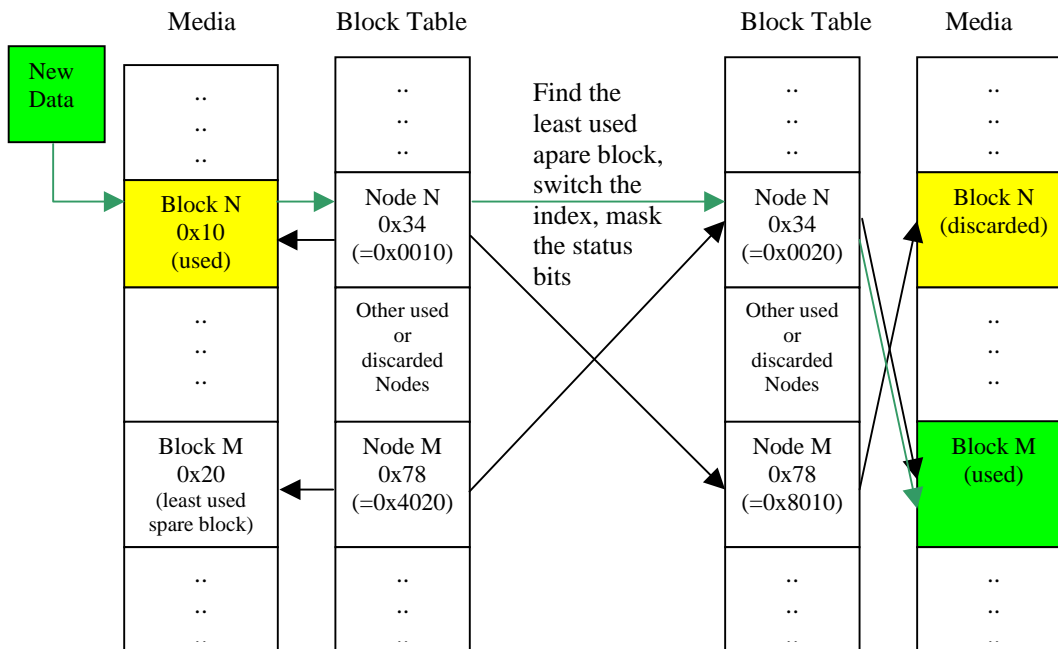 Media
Block Table
Block Table
Media
New
Data
..
..
..
Block N
0x10
(used)
..
..
..
Block M
0x20
(least used
spare block)
..
..
..
..
..
..
Node N
0x34
(=0x0010)
Other used
or
discarded
Nodes
Node M
0x78
(=0x4020)
..
..
..
Find the
least used
apare block,
switch the
index, mask
the status
bits
..
..
..
Node N
0x34
(=0x0020)
Other used
or
discarded
Nodes
Node M
0x78
(=0x8010)
..
..
..
..
..
..
Block N
(discarded)
..
..
..
Block M
(used)
..
..
..